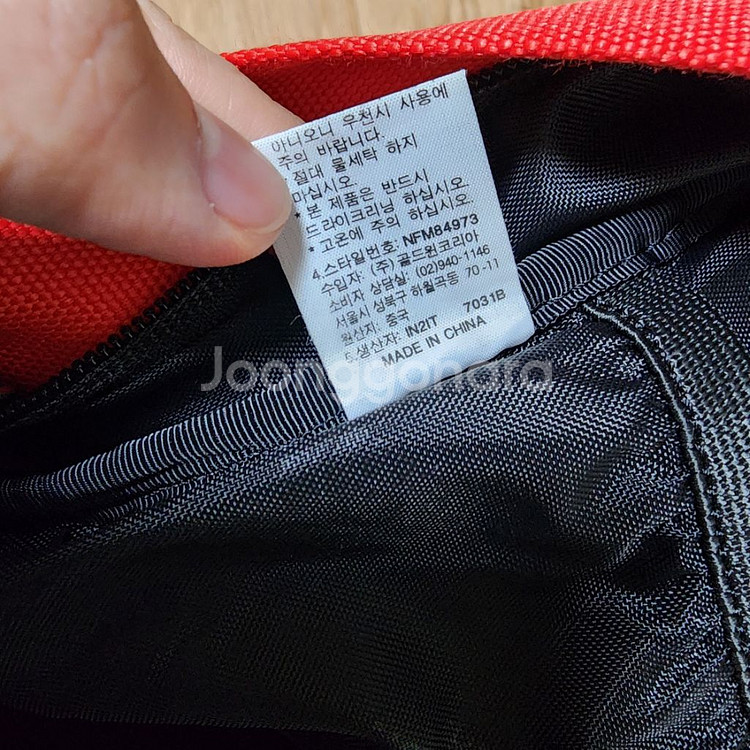 아니오니 우천시 사용에
주의 바랍니다.
절대 물세탁 하지
마십시오.
*본 제품은 반드시
드라이크리닝 하십시오.
*고온에 주의 하십시오.
4.스타일번호: NFM84973
수입자: (주)골드윈코리아
소비자 상담실: (02)940-1146
서울시 성북구 하월곡동 70-11
원산지: 중국
5.생산자: IN2IT 7031B
MADE IN CHINA
Joonggonara